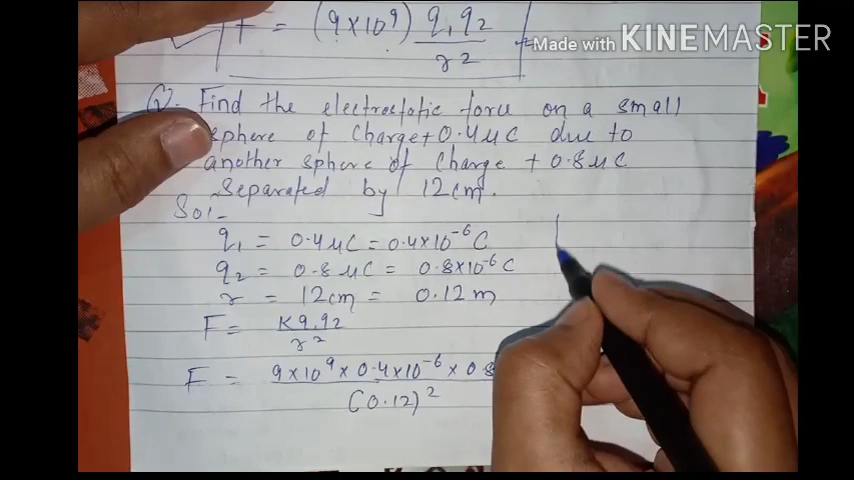 F = (9×10⁹) q₁q₂ / r²
Made with KINEMASTER
Q- Find the electrostatic force on a small
sphere of charge +0.4μC due to
another sphere of charge +0.8μC
Separated by 12cm.
Sol-
q₁ = 0.4μC = 0.4×10⁻⁶C
q₂ = 0.8μC = 0.8×10⁻⁶C
r = 12cm = 0.12m
F = Kq₁q₂ / r²
F = 9×10⁹×0.4×10⁻⁶×0.8 / (0.12)²